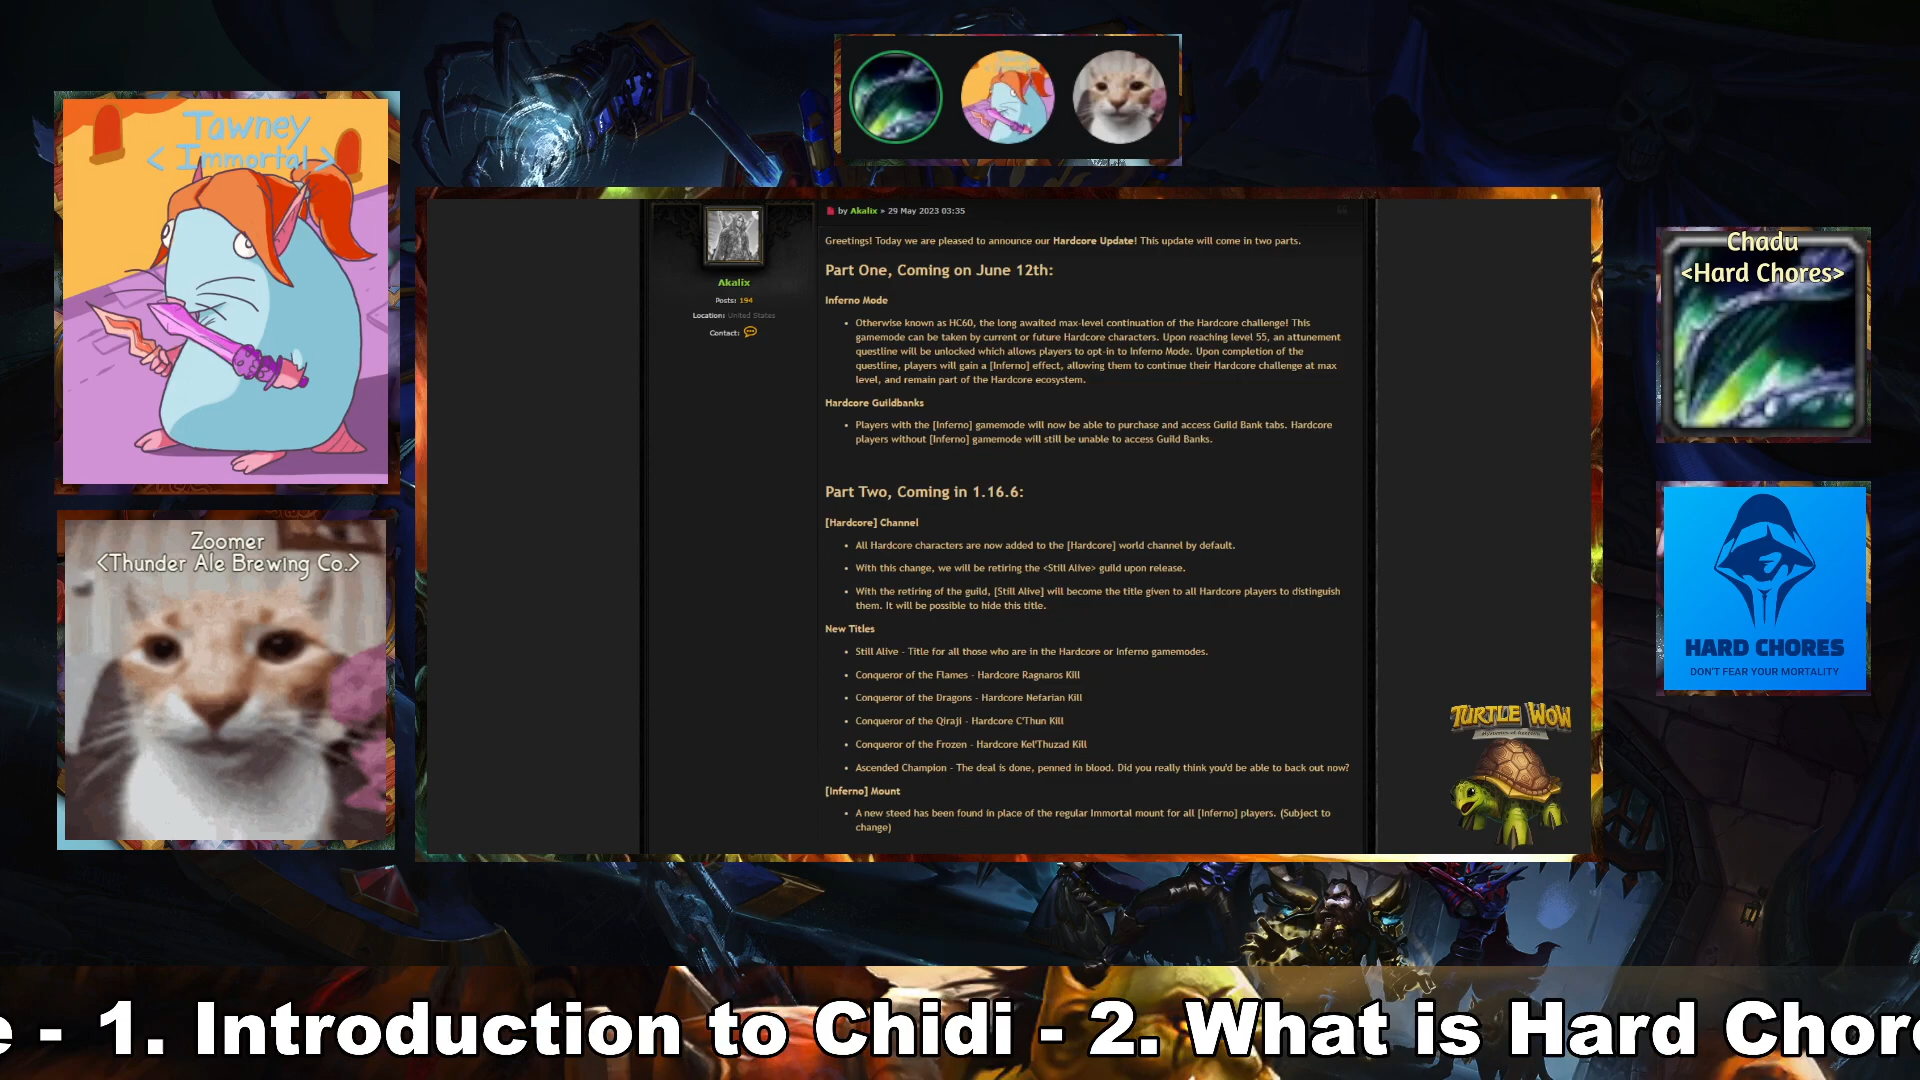 Tawney
< Immortal >
Zoomer
<Thunder Ale Brewing Co.>
by Akalix » 29 May 2023 03:35
Akalix
Posts: 194
Location: United States
Contact:
Greetings! Today we are pleased to announce our Hardcore Update! This update will come in two parts.
Part One, Coming on June 12th:
Inferno Mode
• Otherwise known as HC60, the long awaited max-level continuation of the Hardcore challenge! This
gamemode can be taken by current or future Hardcore characters. Upon reaching level 55, an attunement
questline will be unlocked which allows players to opt-in to Inferno Mode. Upon completion of the
questline, players will gain a [Inferno] effect, allowing them to continue their Hardcore challenge at max
level, and remain part of the Hardcore ecosystem.
Hardcore Guildbanks
• Players with the [Inferno] gamemode will now be able to purchase and access Guild Bank tabs. Hardcore
players without [Inferno] gamemode will still be unable to access Guild Banks.
Part Two, Coming in 1.16.6:
[Hardcore] Channel
• All Hardcore characters are now added to the [Hardcore] world channel by default.
• With this change, we will be retiring the <Still Alive> guild upon release.
• With the retiring of the guild, [Still Alive] will become the title given to all Hardcore players to distinguish
them. It will be possible to hide this title.
New Titles
• Still Alive - Title for all those who are in the Hardcore or Inferno gamemodes.
• Conqueror of the Flames - Hardcore Ragnaros Kill
• Conqueror of the Dragons - Hardcore Nefarian Kill
• Conqueror of the Qiraji - Hardcore C'Thun Kill
• Conqueror of the Frozen - Hardcore Kel'Thuzad Kill
• Ascended Champion - The deal is done, penned in blood. Did you really think you'd be able to back out now?
[Inferno] Mount
• A new steed has been found in place of the regular Immortal mount for all [Inferno] players. (Subject to
change)
Chadu
<Hard Chores>
HARD CHORES
DON'T FEAR YOUR MORTALITY
TURTLE WOW
e - 1. Introduction to Chidi - 2. What is Hard Chore